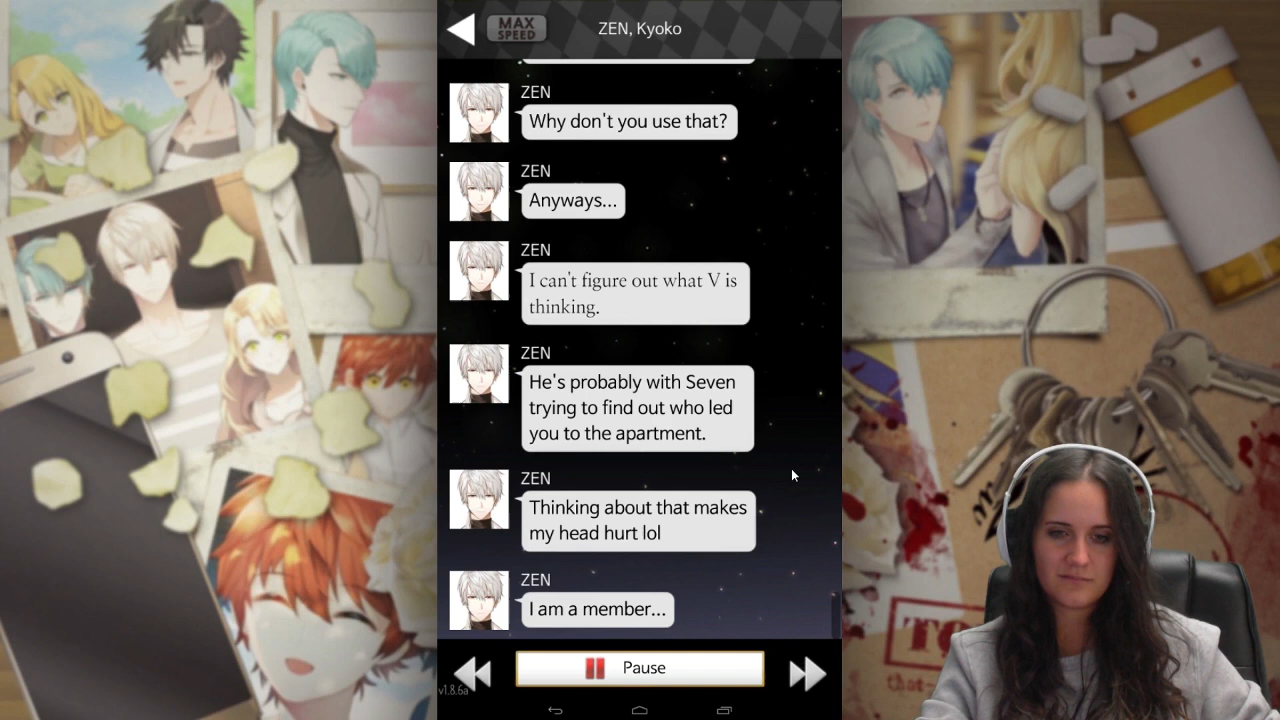 MAX
SPEED
ZEN, Kyoko
ZEN
Why don't you use that?
ZEN
Anyways...
ZEN
I can't figure out what V is
thinking.
ZEN
He's probably with Seven
trying to find out who led
you to the apartment.
ZEN
Thinking about that makes
my head hurt lol
ZEN
I am a member...
Pause
v1.8.6a
that-